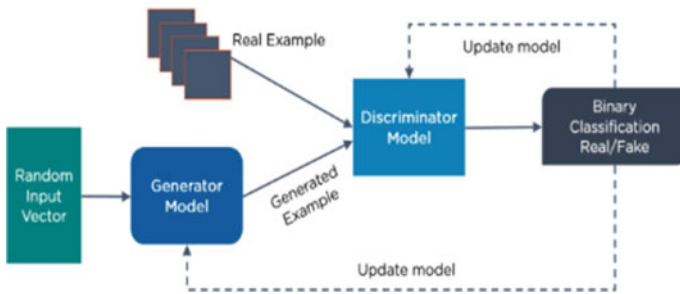 Real Example
Update model
Discriminator
Model
Binary
Classification
Real/Fake
Random
Input
Vector
Generator
Model
Generated
Example
Update model